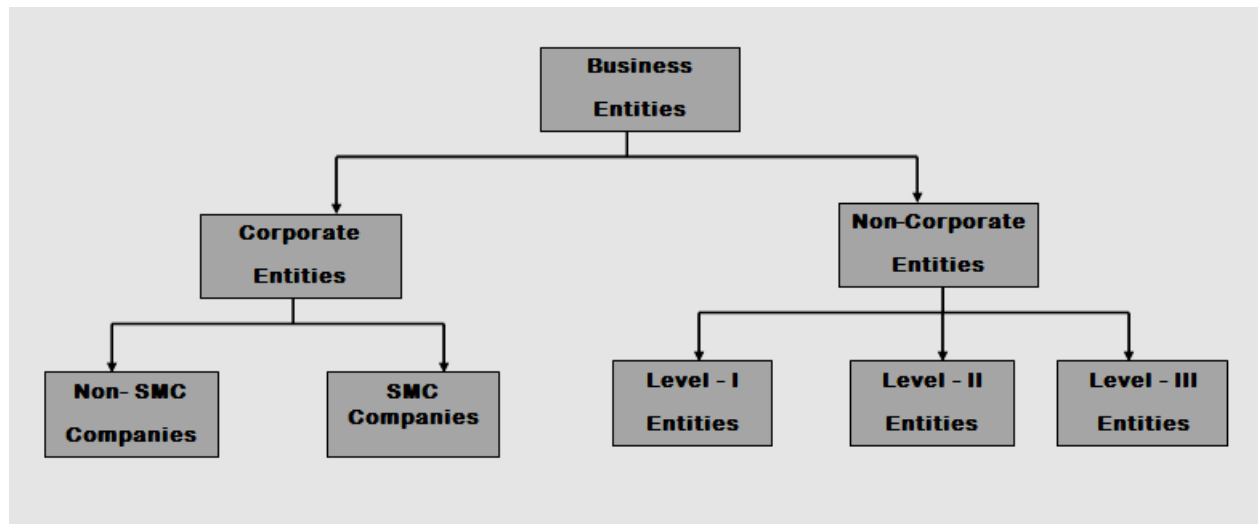 Business
Entities
Corporate
Entities
Non-Corporate
Entities
Non- SMC
Companies
SMC
Companies
Level - I
Entities
Level - II
Entities
Level - III
Entities